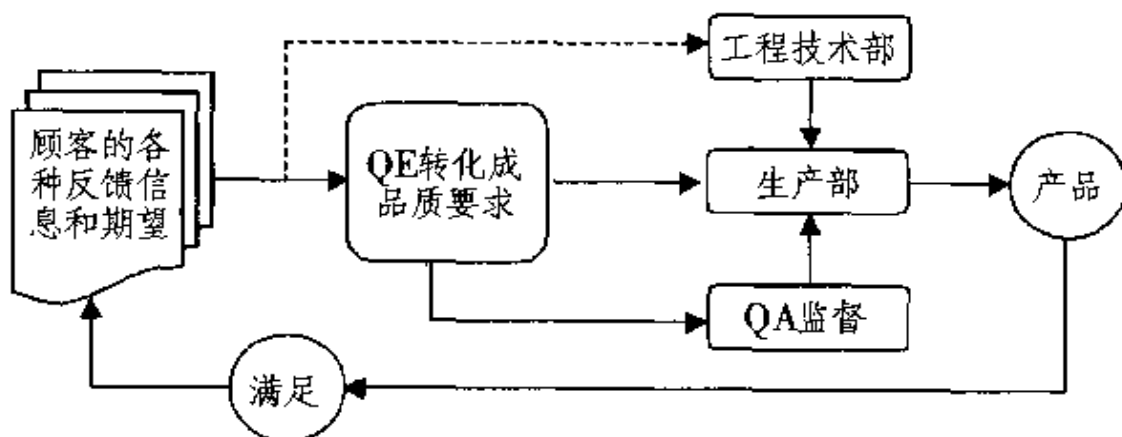 工程技术部
顾客的各
种反馈信
息和期望
QE转化成
品质要求
生产部
产品
QA监督
满足